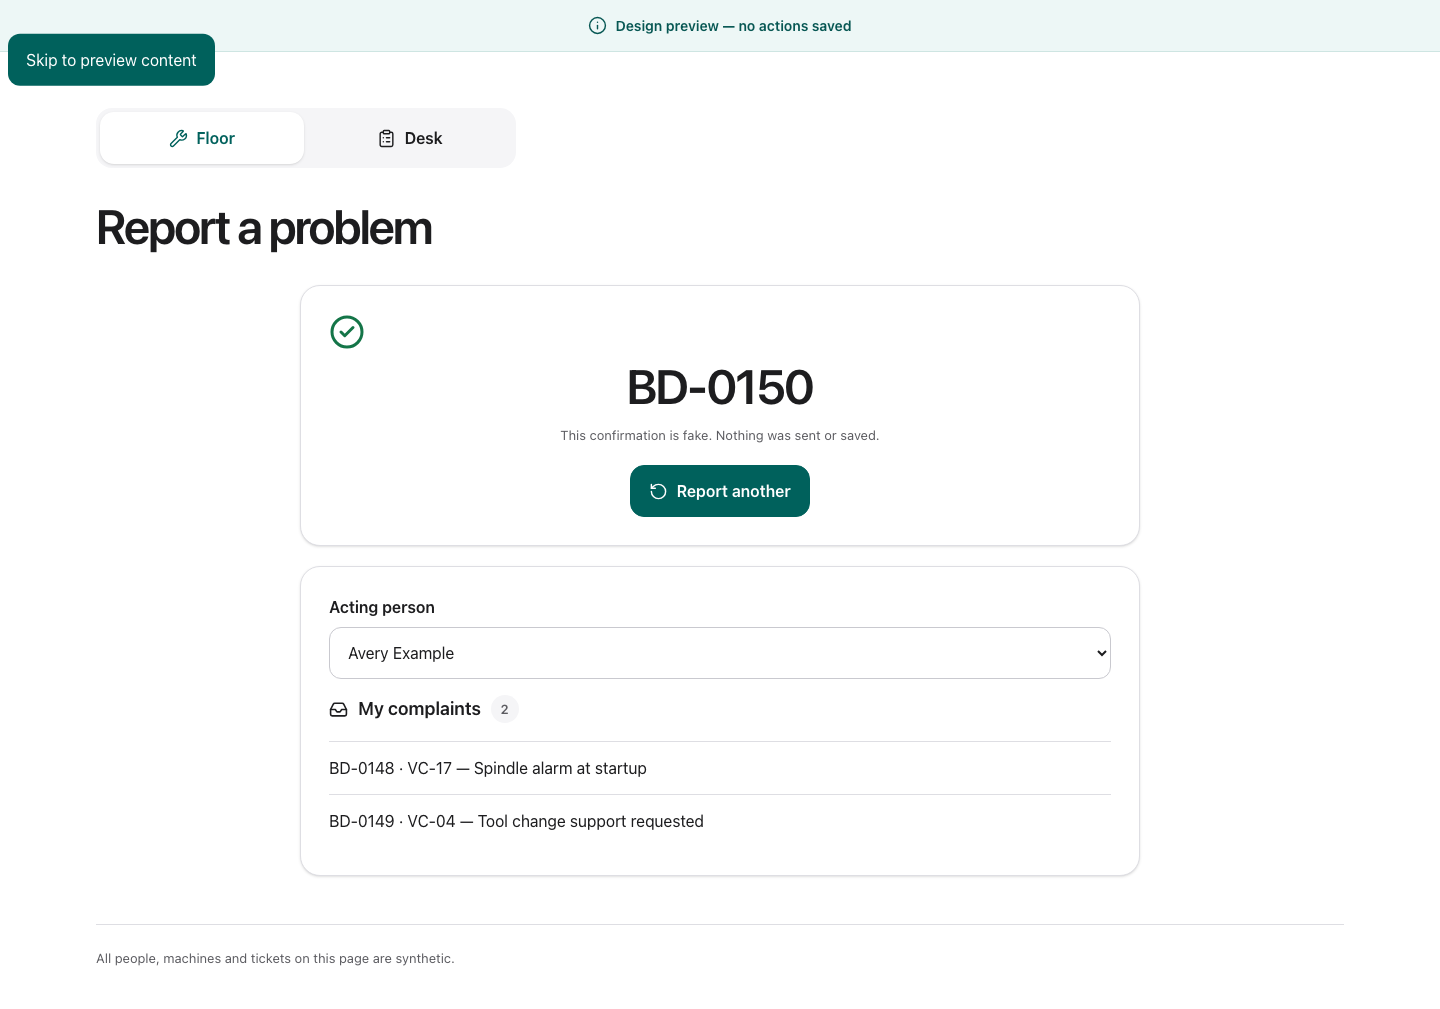 Design preview — no actions saved
Skip to preview content
Floor
Desk
Report a problem
BD-0150
This confirmation is fake. Nothing was sent or saved.
Report another
Acting person
Avery Example
My complaints 2
BD-0148 · VC-17 — Spindle alarm at startup
BD-0149 · VC-04 — Tool change support requested
All people, machines and tickets on this page are synthetic.